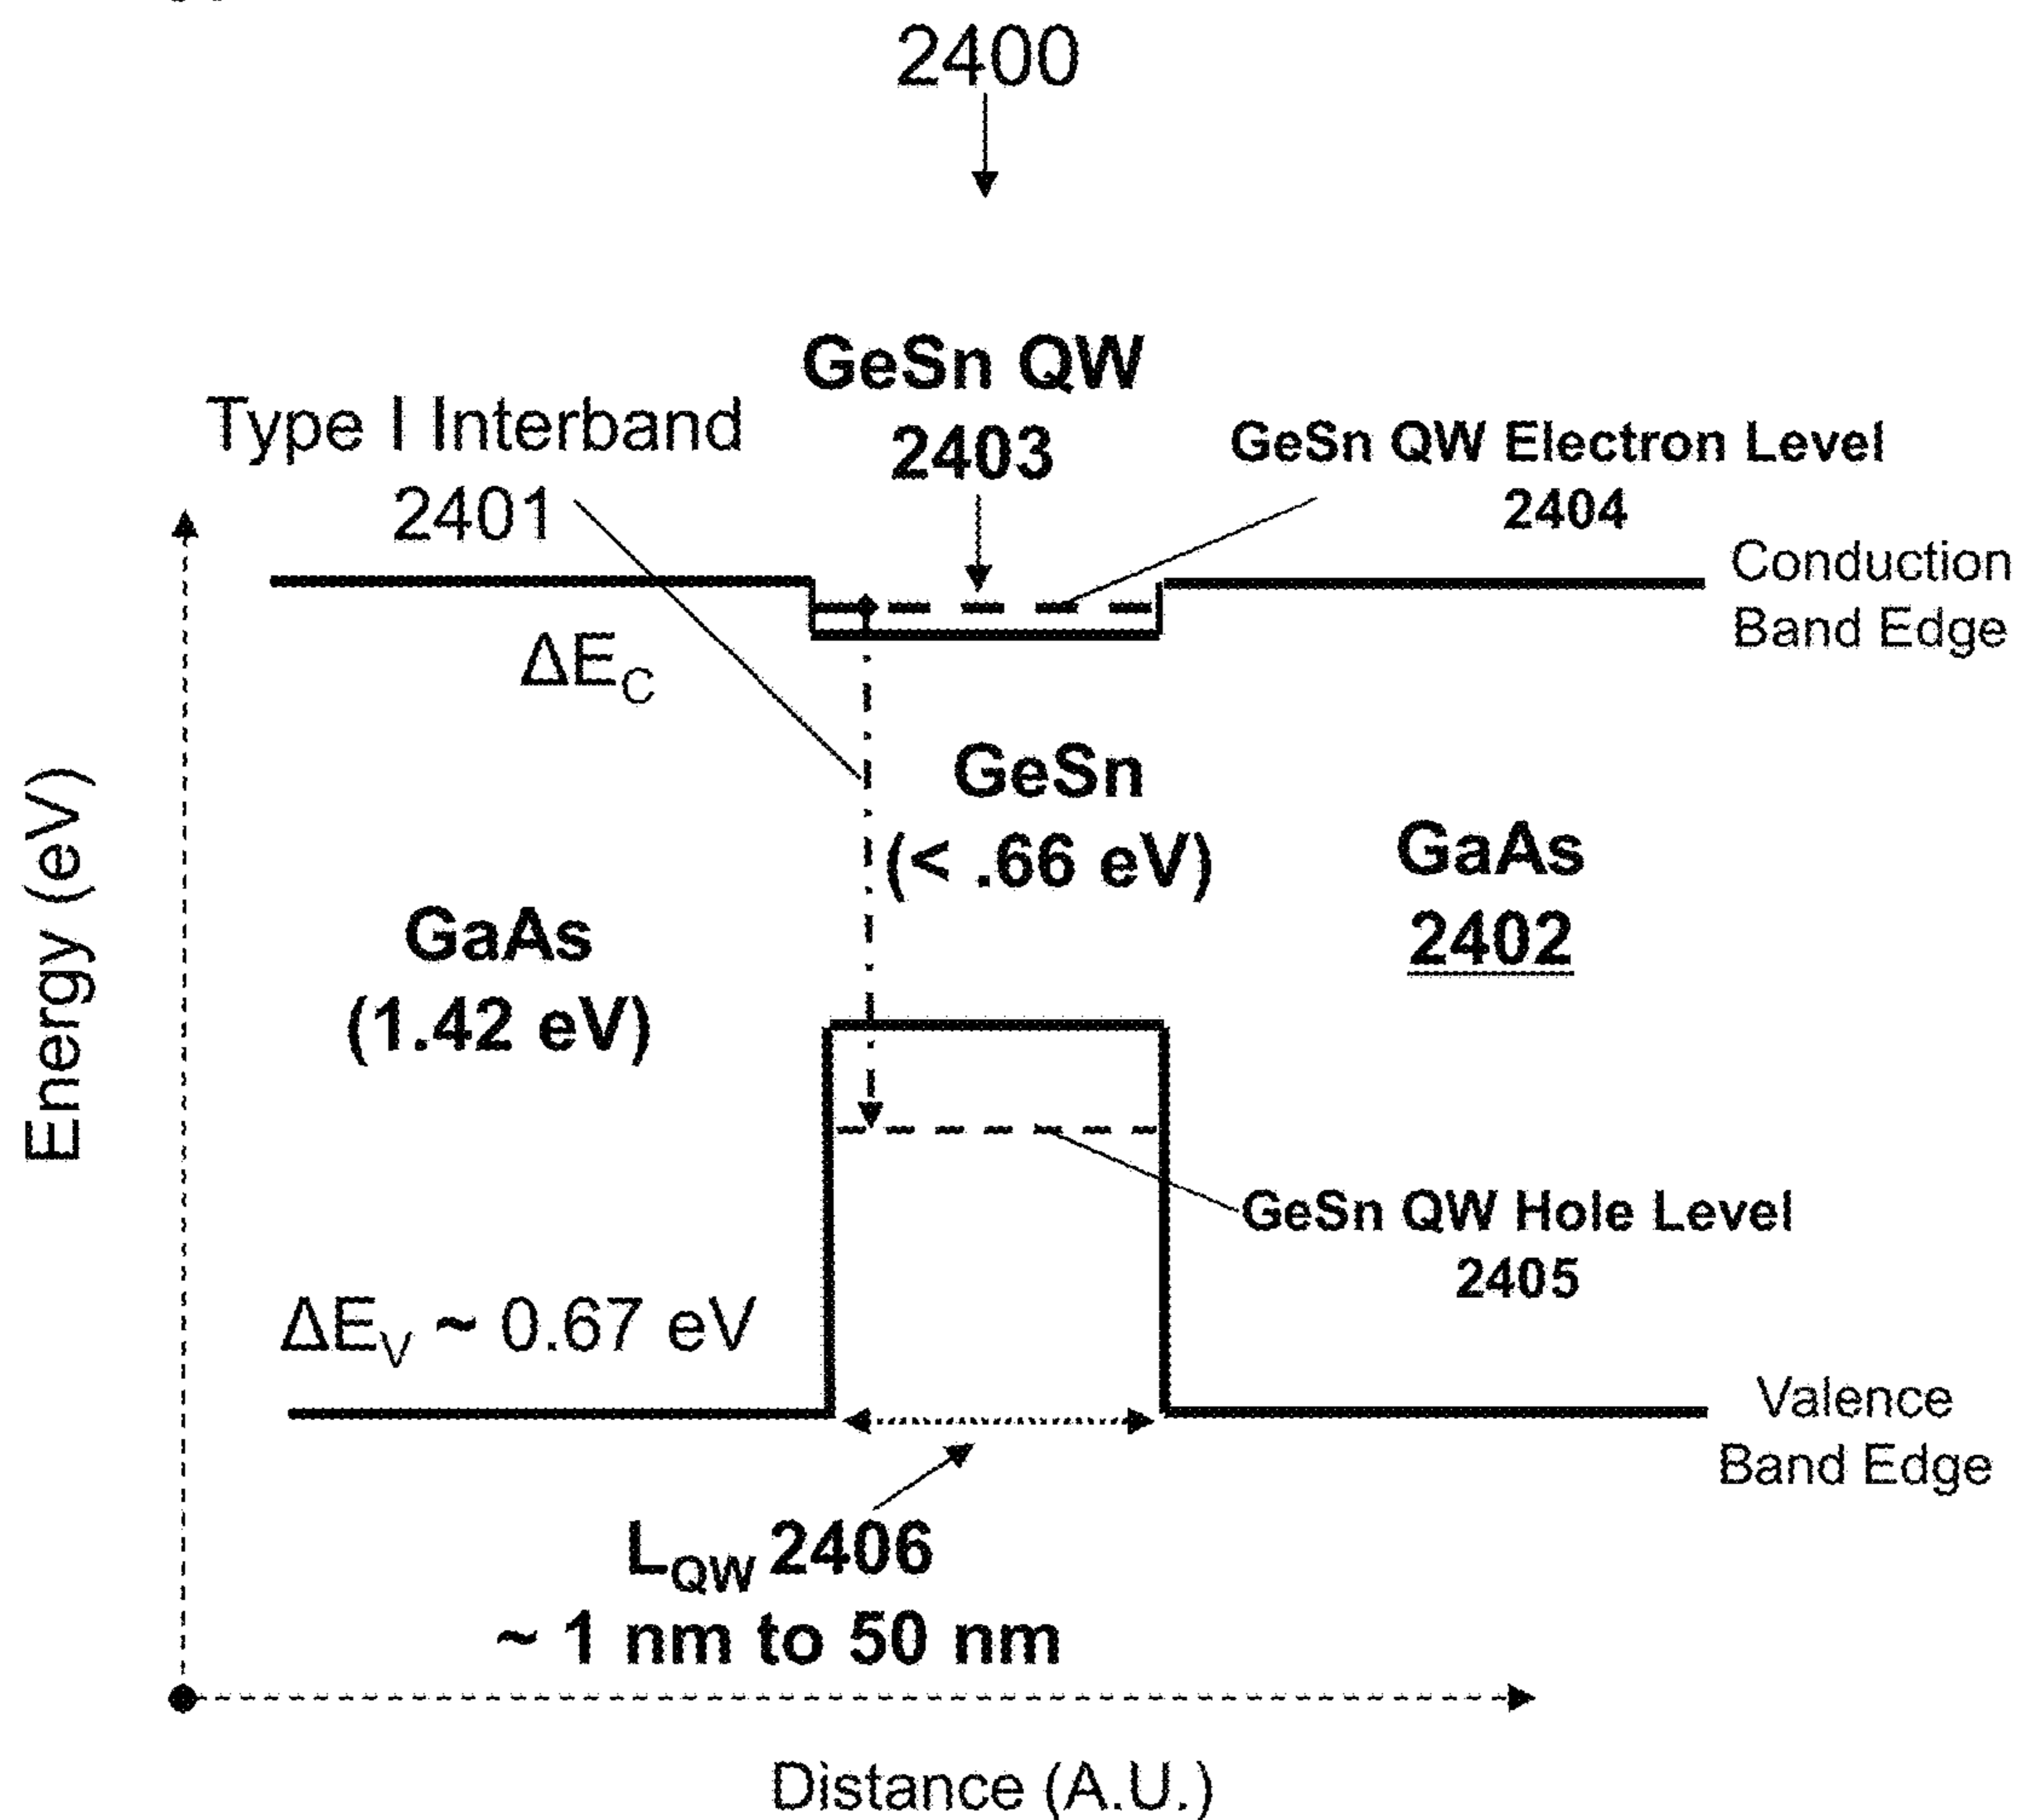 2400
GeSn QW
2403
Type I Interband
2401
GeSn QW Electron Level
2404
Conduction
Band Edge
ΔE_C
GeSn
(< .66 eV)
GaAs
2402
GaAs
(1.42 eV)
Energy (eV)
GeSn QW Hole Level
2405
ΔE_V ~ 0.67 eV
Valence
Band Edge
L_QW 2406
~ 1 nm to 50 nm
Distance (A.U.)